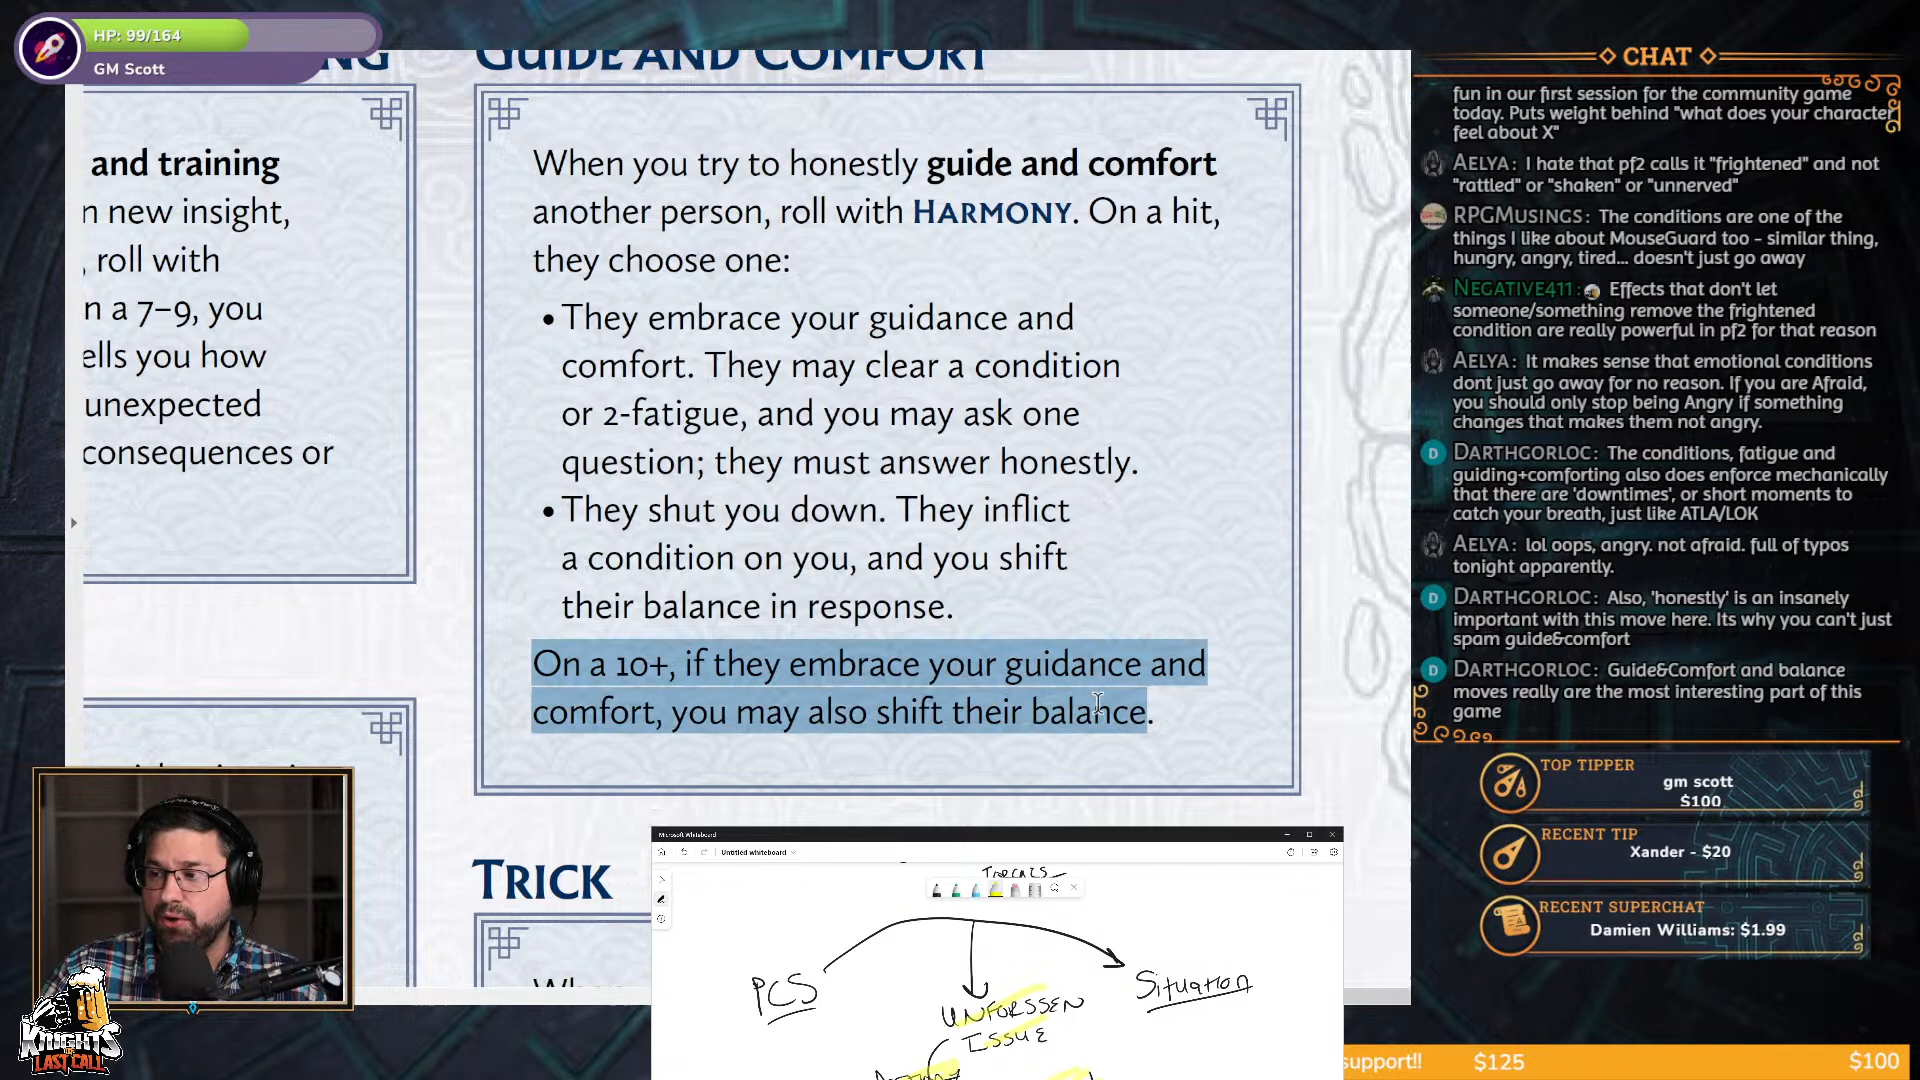 HP: 99/164
GM Scott
NG
GUIDE AND COMFORT
and training
n new insight,
, roll with
n a 7–9, you
ells you how
unexpected
consequences or
When you try to honestly guide and comfort
another person, roll with HARMONY. On a hit,
they choose one:
• They embrace your guidance and
comfort. They may clear a condition
or 2-fatigue, and you may ask one
question; they must answer honestly.
• They shut you down. They inflict
a condition on you, and you shift
their balance in response.
On a 10+, if they embrace your guidance and
comfort, you may also shift their balance.
TRICK
Microsoft Whiteboard
Untitled whiteboard
PCS
UNFORSSEN
ISSUE
Situation
KNIGHTS
OF
LAST CALL
CHAT
fun in our first session for the community game
today. Puts weight behind "what does your character
feel about X"
AELYA: I hate that pf2 calls it "frightened" and not
"rattled" or "shaken" or "unnerved"
RPGMUSINGS: The conditions are one of the
things I like about MouseGuard too - similar thing,
hungry, angry, tired... doesn't just go away
NEGATIVE411: Effects that don't let
someone/something remove the frightened
condition are really powerful in pf2 for that reason
AELYA: It makes sense that emotional conditions
dont just go away for no reason. If you are Afraid,
you should only stop being Angry if something
changes that makes them not angry.
D DARTHGORLOC: The conditions, fatigue and
guiding+comforting also does enforce mechanically
that there are 'downtimes', or short moments to
catch your breath, just like ATLA/LOK
AELYA: lol oops, angry. not afraid. full of typos
tonight apparently.
D DARTHGORLOC: Also, 'honestly' is an insanely
important with this move here. Its why you can't just
spam guide&comfort
D DARTHGORLOC: Guide&Comfort and balance
moves really are the most interesting part of this
game
TOP TIPPER
gm scott
$100
RECENT TIP
Xander - $20
RECENT SUPERCHAT
Damien Williams: $1.99
support!! $125 $100